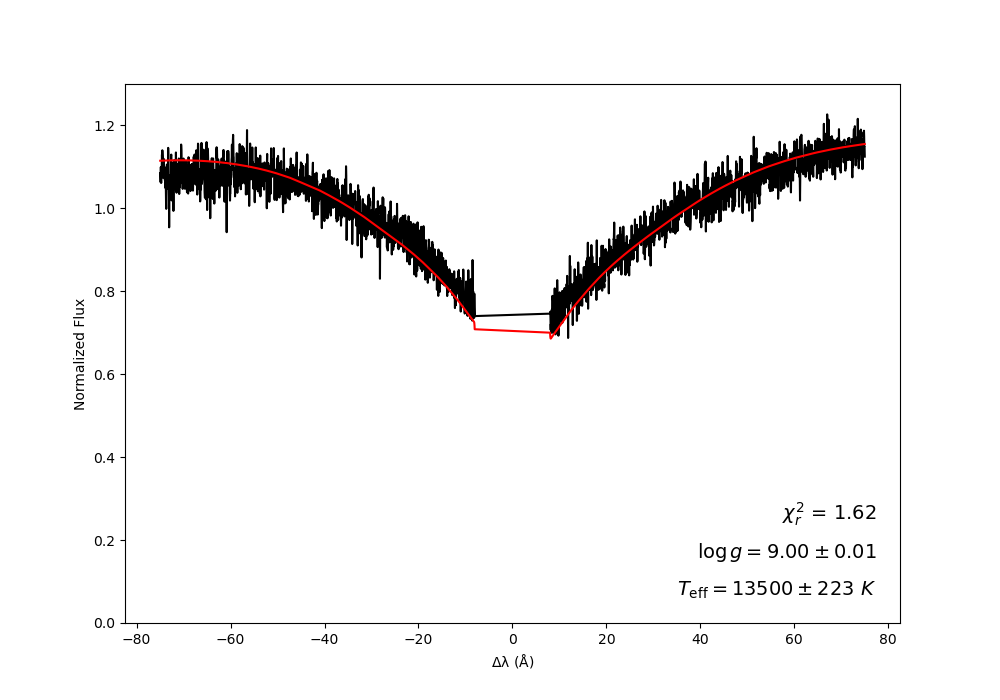 1.2
1.0
0.8
0.6
0.4
0.2
0.0
Normalized Flux
χ²ᵣ = 1.62
log g = 9.00 ± 0.01
T_eff = 13500 ± 223 K
−80 −60 −40 −20 0 20 40 60 80
Δλ (Å)